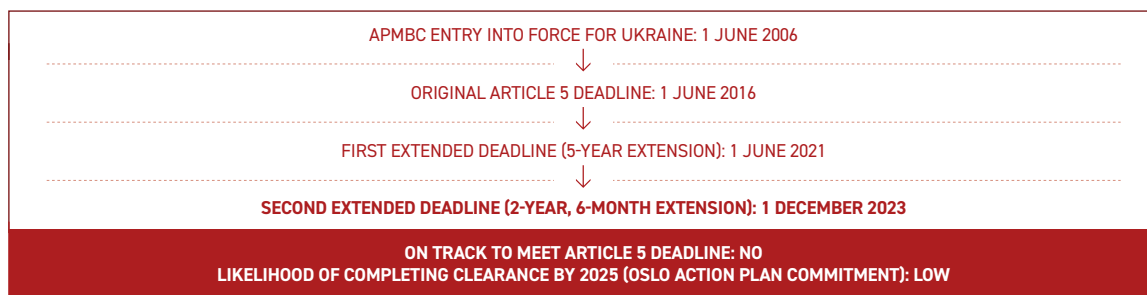 APMBC ENTRY INTO FORCE FOR UKRAINE: 1 JUNE 2006
ORIGINAL ARTICLE 5 DEADLINE: 1 JUNE 2016
FIRST EXTENDED DEADLINE (5-YEAR EXTENSION): 1 JUNE 2021
SECOND EXTENDED DEADLINE (2-YEAR, 6-MONTH EXTENSION): 1 DECEMBER 2023
ON TRACK TO MEET ARTICLE 5 DEADLINE: NO
LIKELIHOOD OF COMPLETING CLEARANCE BY 2025 (OSLO ACTION PLAN COMMITMENT): LOW